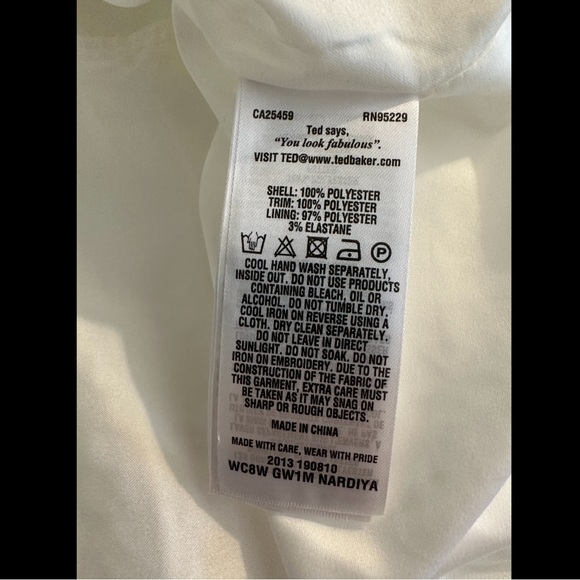 CA25459 RN95229
Ted says,
"You look fabulous".
VISIT TED@www.tedbaker.com
SHELL: 100% POLYESTER
TRIM: 100% POLYESTER
LINING: 97% POLYESTER
3% ELASTANE
P
COOL HAND WASH SEPARATELY,
INSIDE OUT. DO NOT USE PRODUCTS
CONTAINING BLEACH, OIL OR
ALCOHOL. DO NOT TUMBLE DRY.
COOL IRON ON REVERSE USING A
CLOTH. DRY CLEAN SEPARATELY.
DO NOT LEAVE IN DIRECT
SUNLIGHT. DO NOT SOAK. DO NOT
IRON ON EMBROIDERY. DUE TO THE
CONSTRUCTION OF THE FABRIC OF
THIS GARMENT, EXTRA CARE MUST
BE TAKEN AS IT MAY SNAG ON
SHARP OR ROUGH OBJECTS.
MADE IN CHINA
MADE WITH CARE, WEAR WITH PRIDE
2013 190810
WC8W GW1M NARDIYA